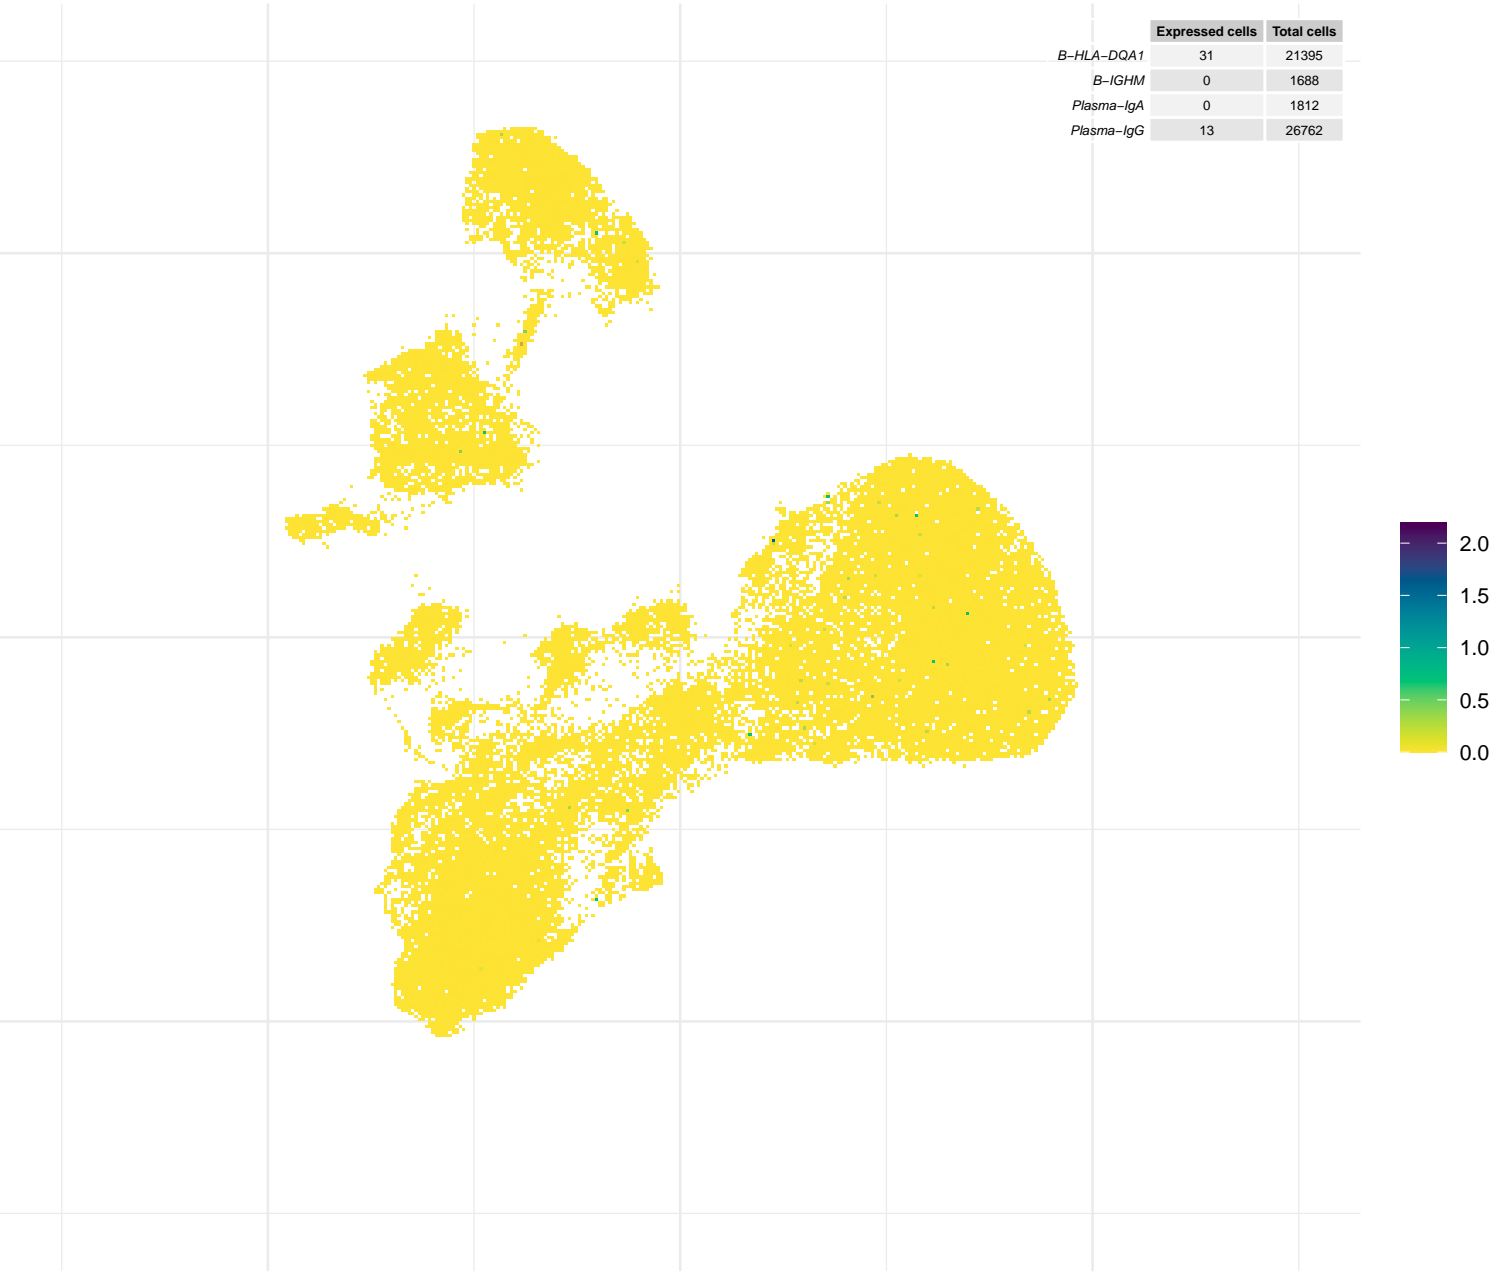 Expressed cells Total cells
B−HLA−DQA1 31 21395
B−IGHM 0 1688
Plasma−IgA 0 1812
Plasma−IgG 13 26762
2.0
1.5
1.0
0.5
0.0